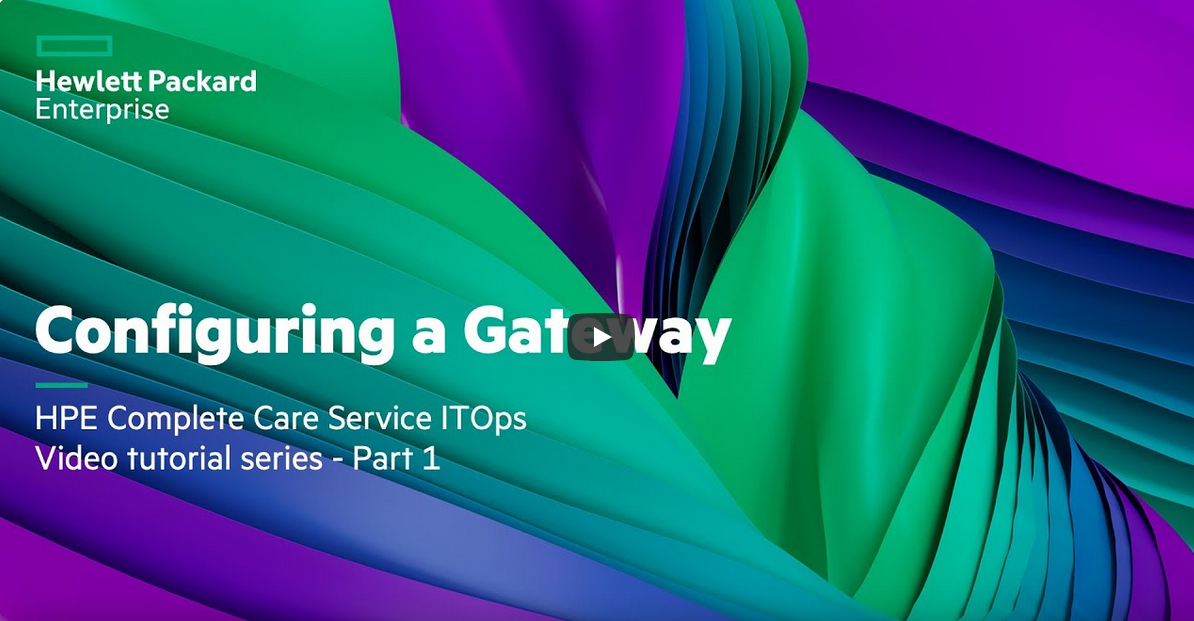 Hewlett Packard
Enterprise
Configuring a Gateway
HPE Complete Care Service ITOps
Video tutorial series - Part 1